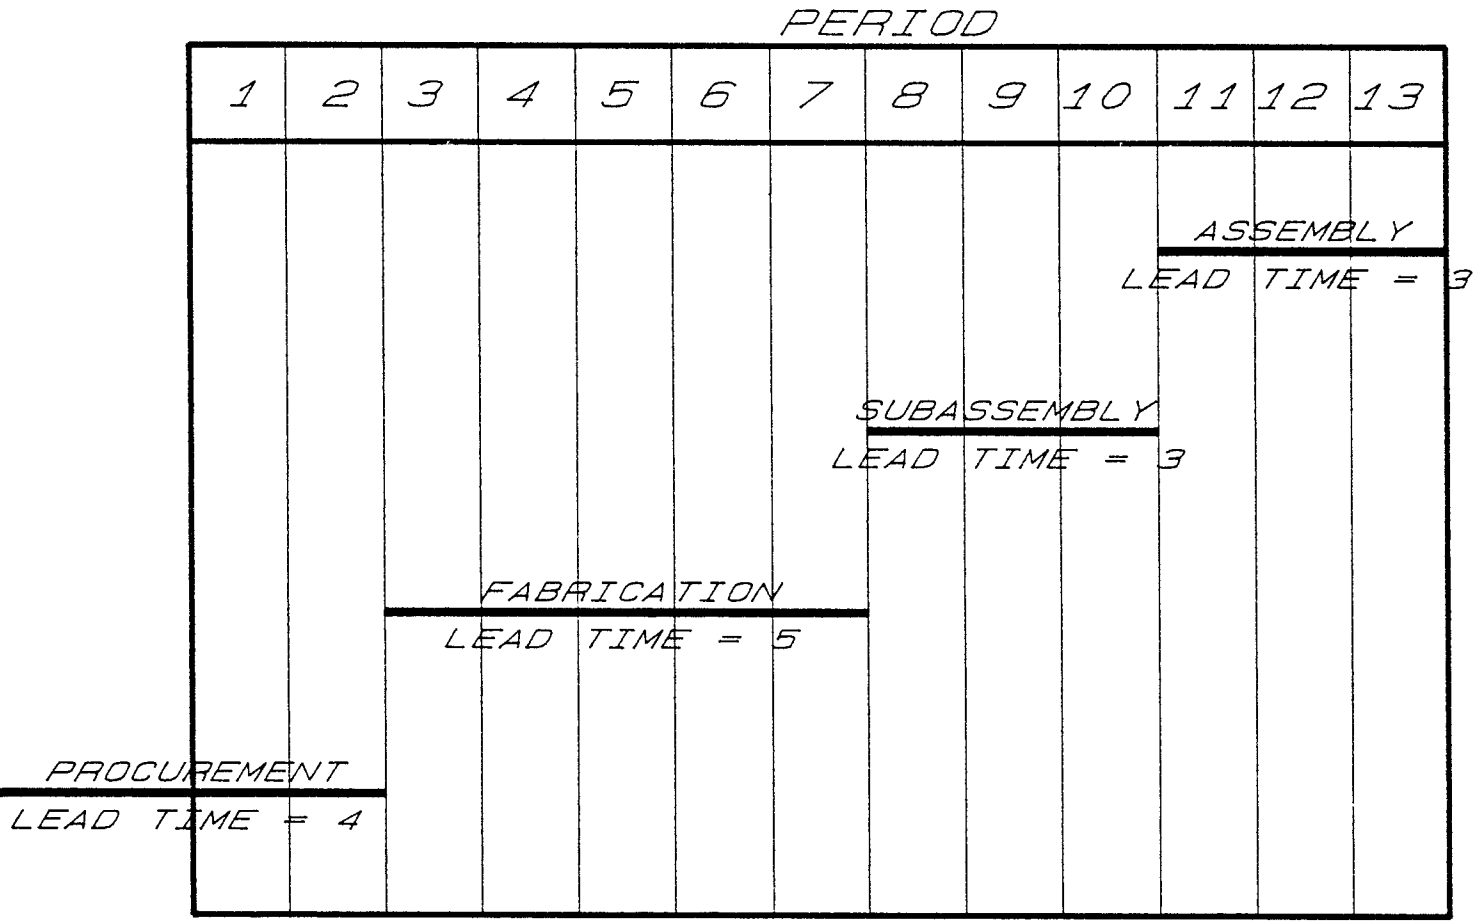 PERIOD
1 2 3 4 5 6 7 8 9 10 11 12 13
ASSEMBLY
LEAD TIME = 3
SUBASSEMBLY
LEAD TIME = 3
FABRICATION
LEAD TIME = 5
PROCUREMENT
LEAD TIME = 4